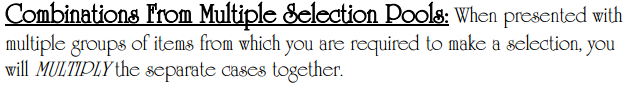 Combinations From Multiple Selection Pools: When presented with
multiple groups of items from which you are required to make a selection, you
will MULTIPLY the separate cases together.